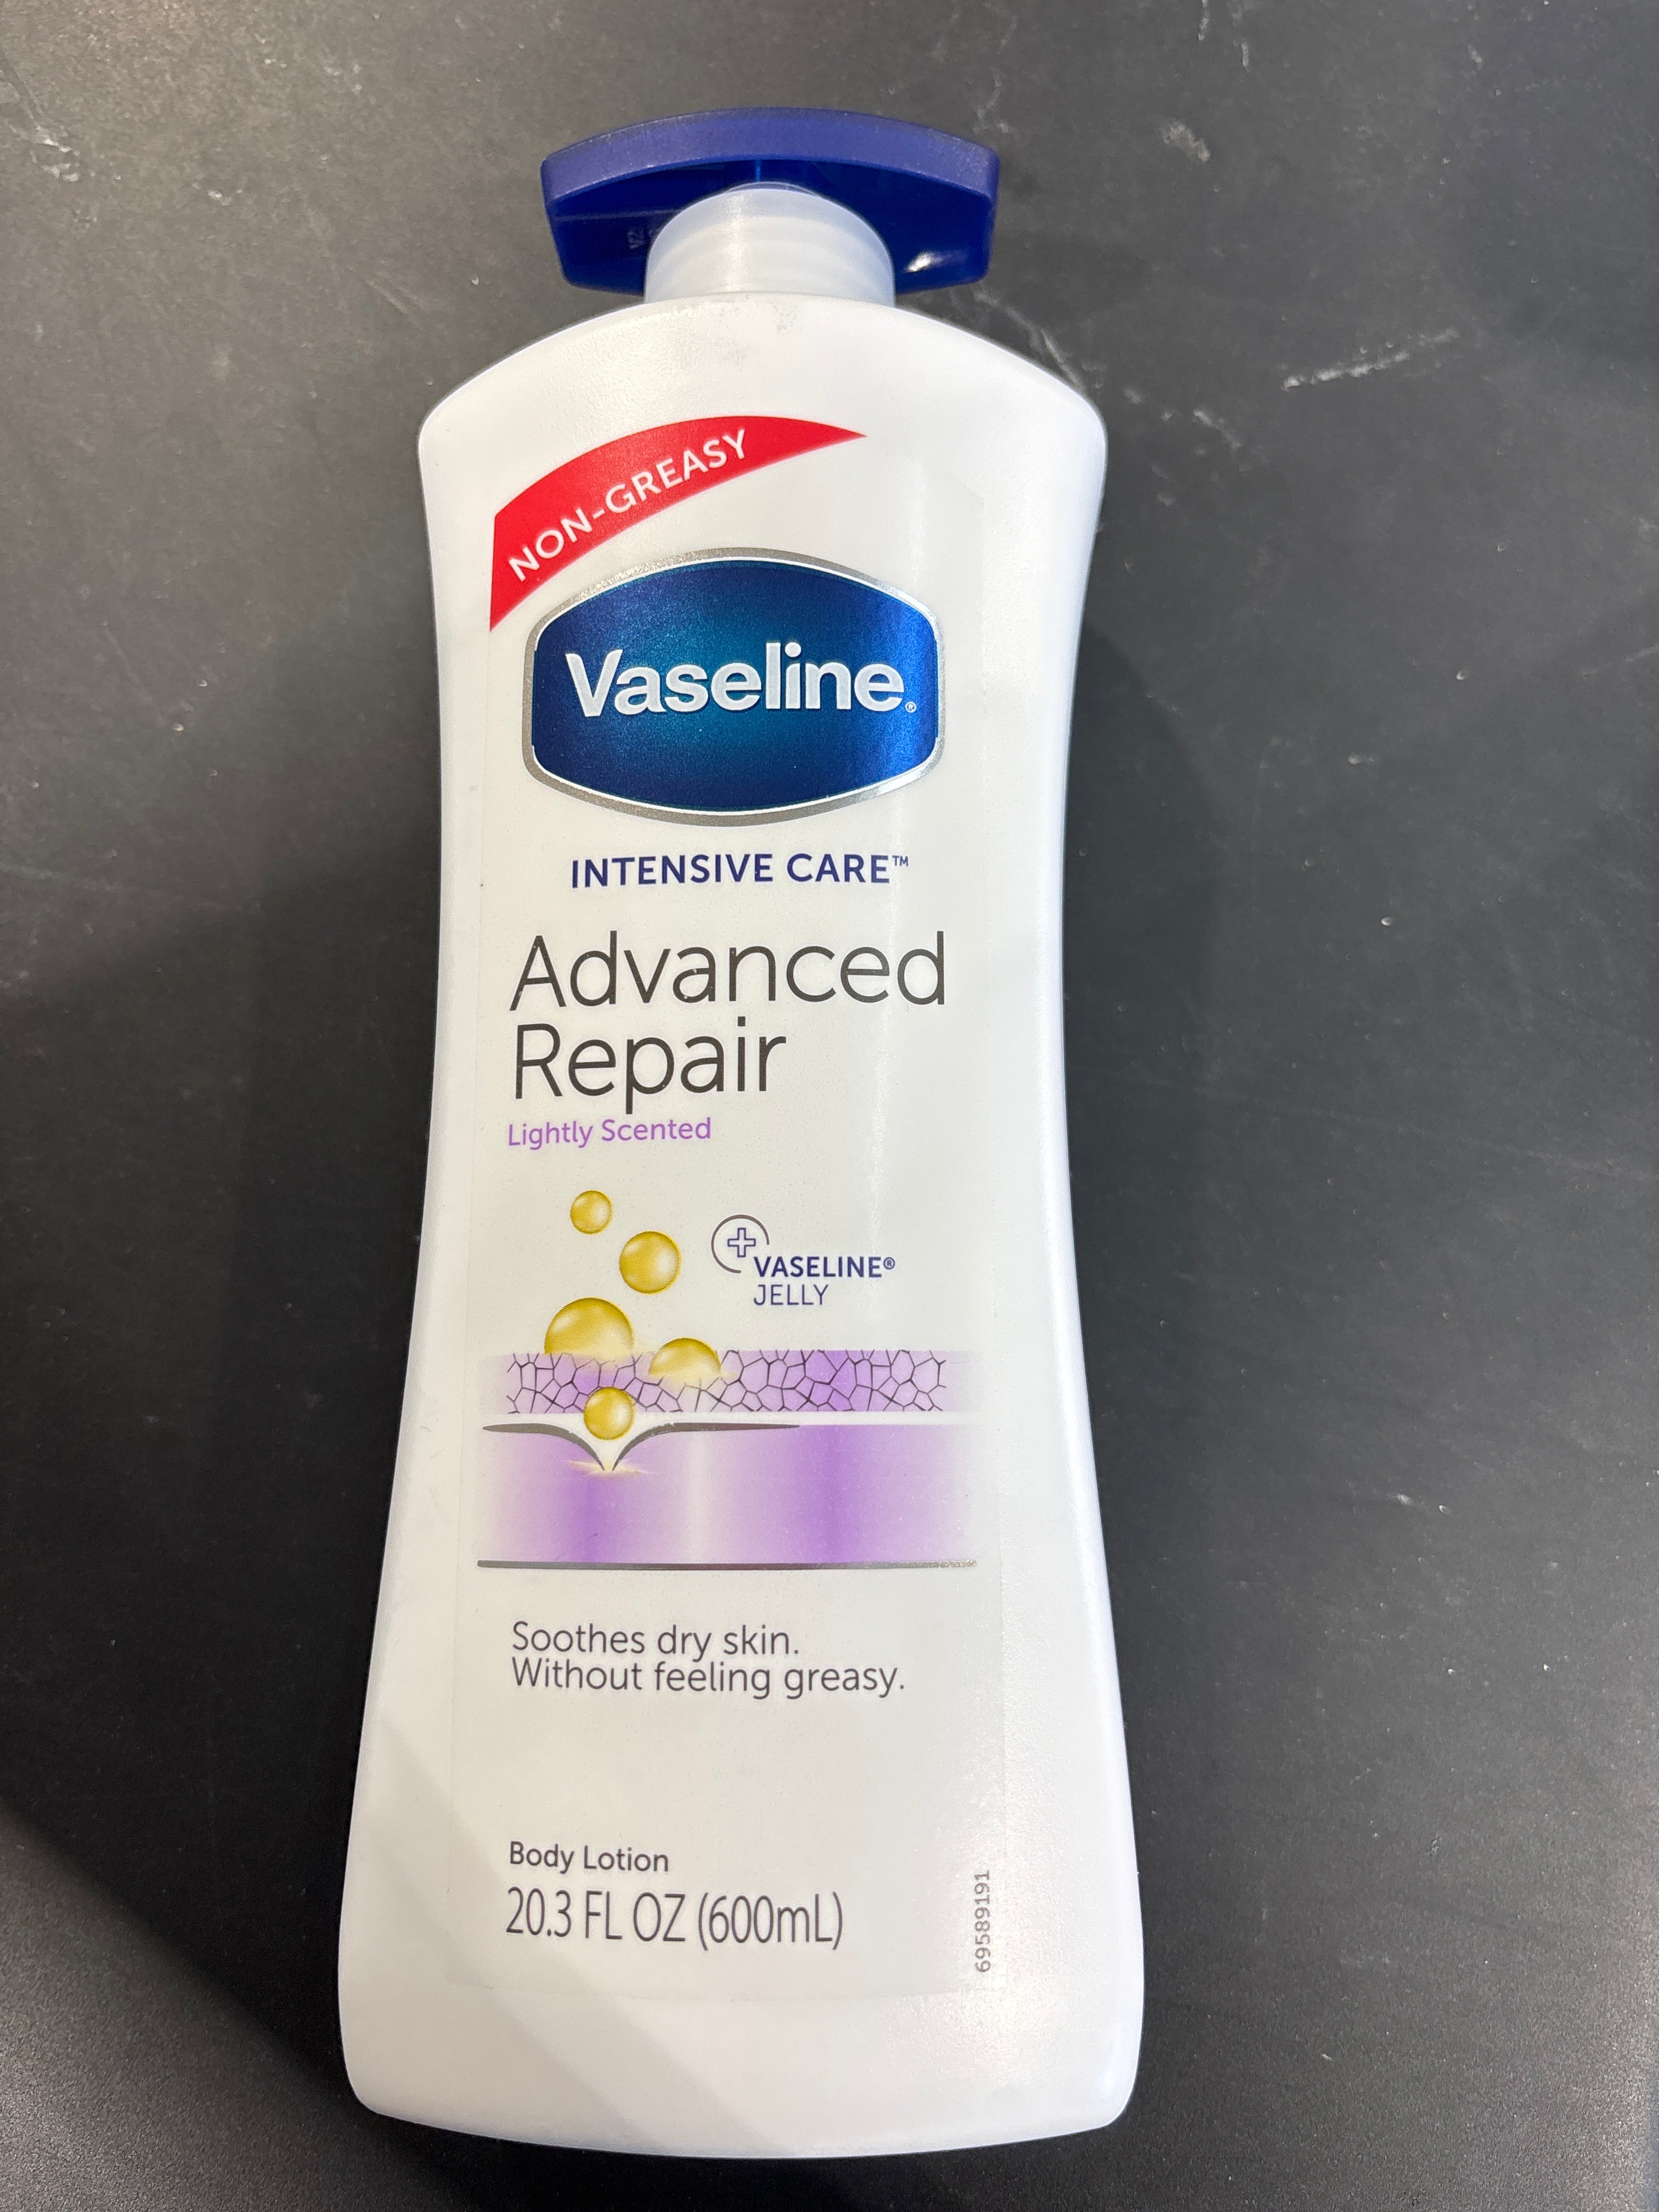 NON-GREASY
Vaseline®
INTENSIVE CARE™
Advanced
Repair
Lightly Scented
VASELINE®
JELLY
Soothes dry skin.
Without feeling greasy.
Body Lotion
20.3 FL OZ (600mL)
69589191